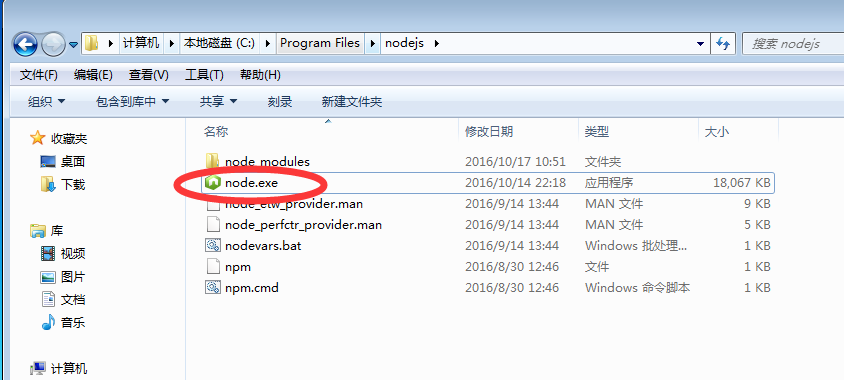 计算机 本地磁盘 (C:) Program Files nodejs 搜索 nodejs
文件(F) 编辑(E) 查看(V) 工具(T) 帮助(H)
组织 包含到库中 共享 刻录 新建文件夹
收藏夹
桌面
下载
库
视频
图片
文档
音乐
计算机
名称 修改日期 类型 大小
node_modules 2016/10/17 10:51 文件夹
node.exe 2016/10/14 22:18 应用程序 18,067 KB
node_etw_provider.man 2016/9/14 13:44 MAN 文件 9 KB
node_perfctr_provider.man 2016/9/14 13:44 MAN 文件 5 KB
nodevars.bat 2016/9/14 13:44 Windows 批处理... 1 KB
npm 2016/8/30 12:46 文件 1 KB
npm.cmd 2016/8/30 12:46 Windows 命令脚本 1 KB